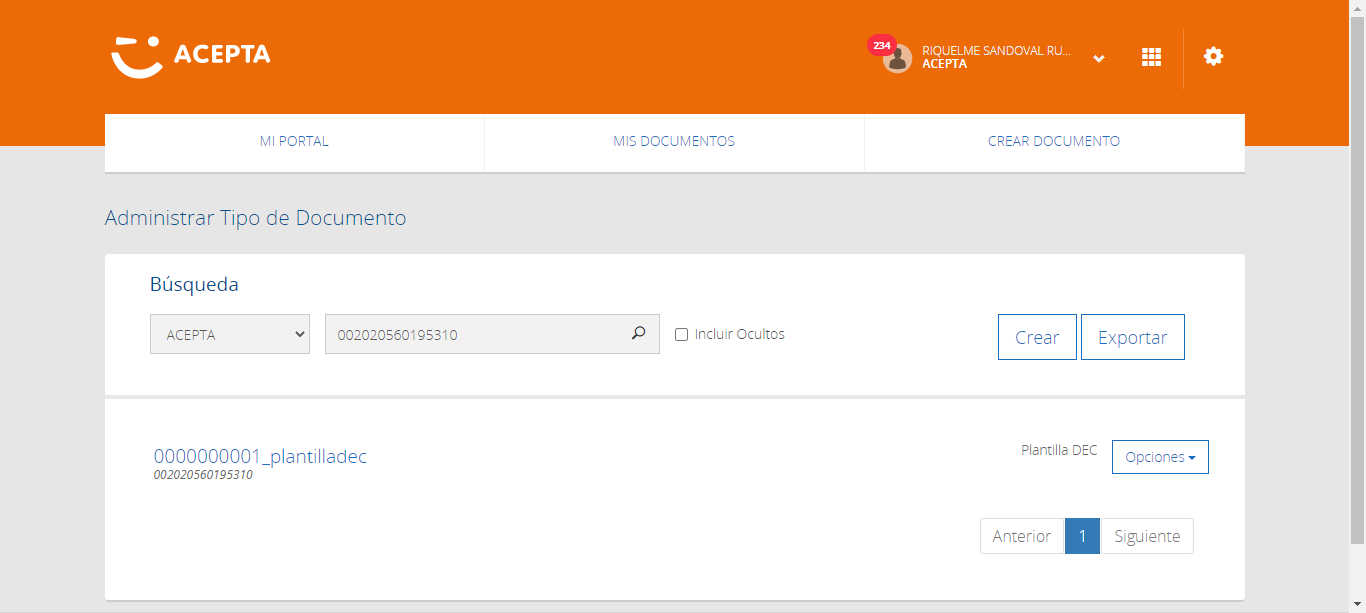 ACEPTA
234
RIQUELME SANDOVAL RU...
ACEPTA
MI PORTAL
MIS DOCUMENTOS
CREAR DOCUMENTO
Administrar Tipo de Documento
Búsqueda
ACEPTA
002020560195310
Incluir Ocultos
Crear
Exportar
0000000001_plantilladec
002020560195310
Plantilla DEC
Opciones
Anterior
1
Siguiente